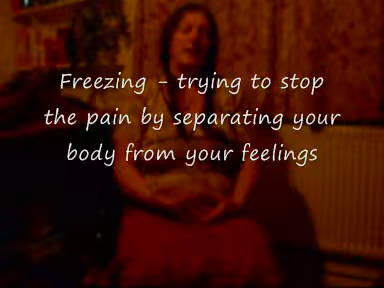 Freezing - trying to stop
the pain by separating your
body from your feelings